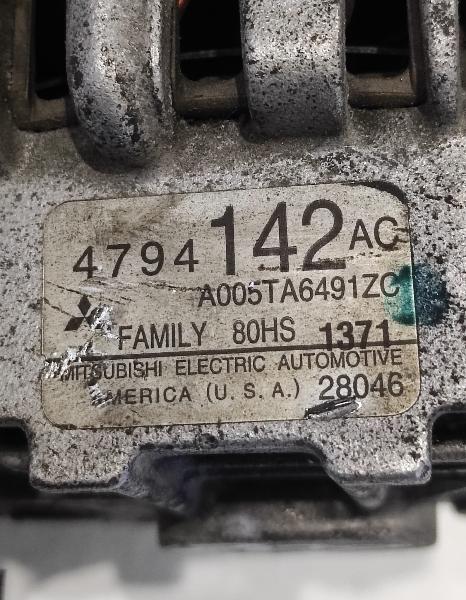 4794142AC
A005TA6491ZC
FAMILY 80HS 1371
MITSUBISHI ELECTRIC AUTOMOTIVE
AMERICA (U.S.A.) 28046